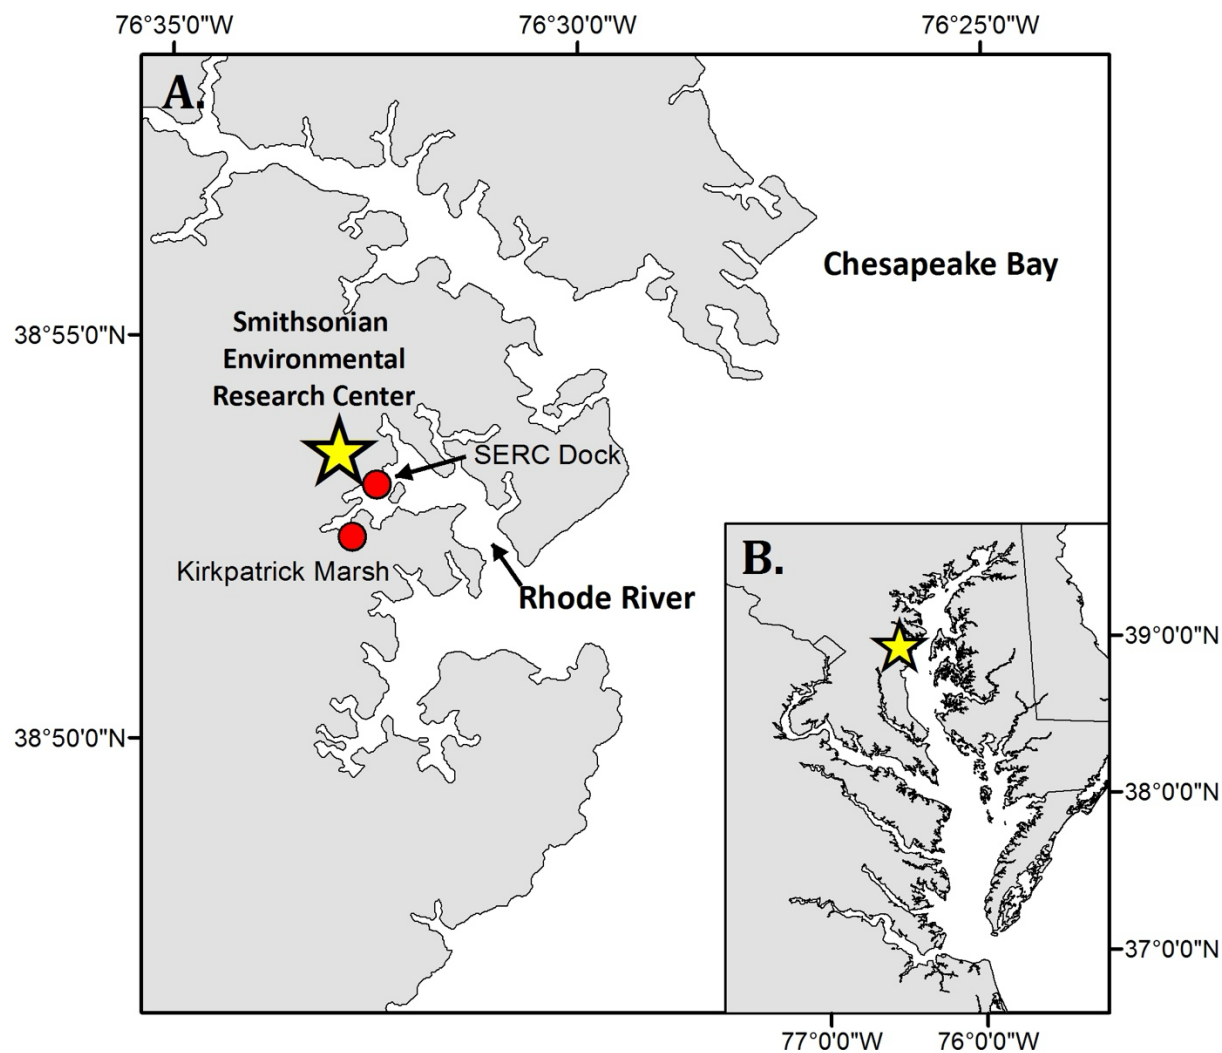 76°35'0"W
76°30'0"W
76°25'0"W
A.
Chesapeake Bay
38°55'0"N
Smithsonian
Environmental
Research Center
SERC Dock
Kirkpatrick Marsh
Rhode River
B.
39°0'0"N
38°50'0"N
38°0'0"N
37°0'0"N
77°0'0"W
76°0'0"W